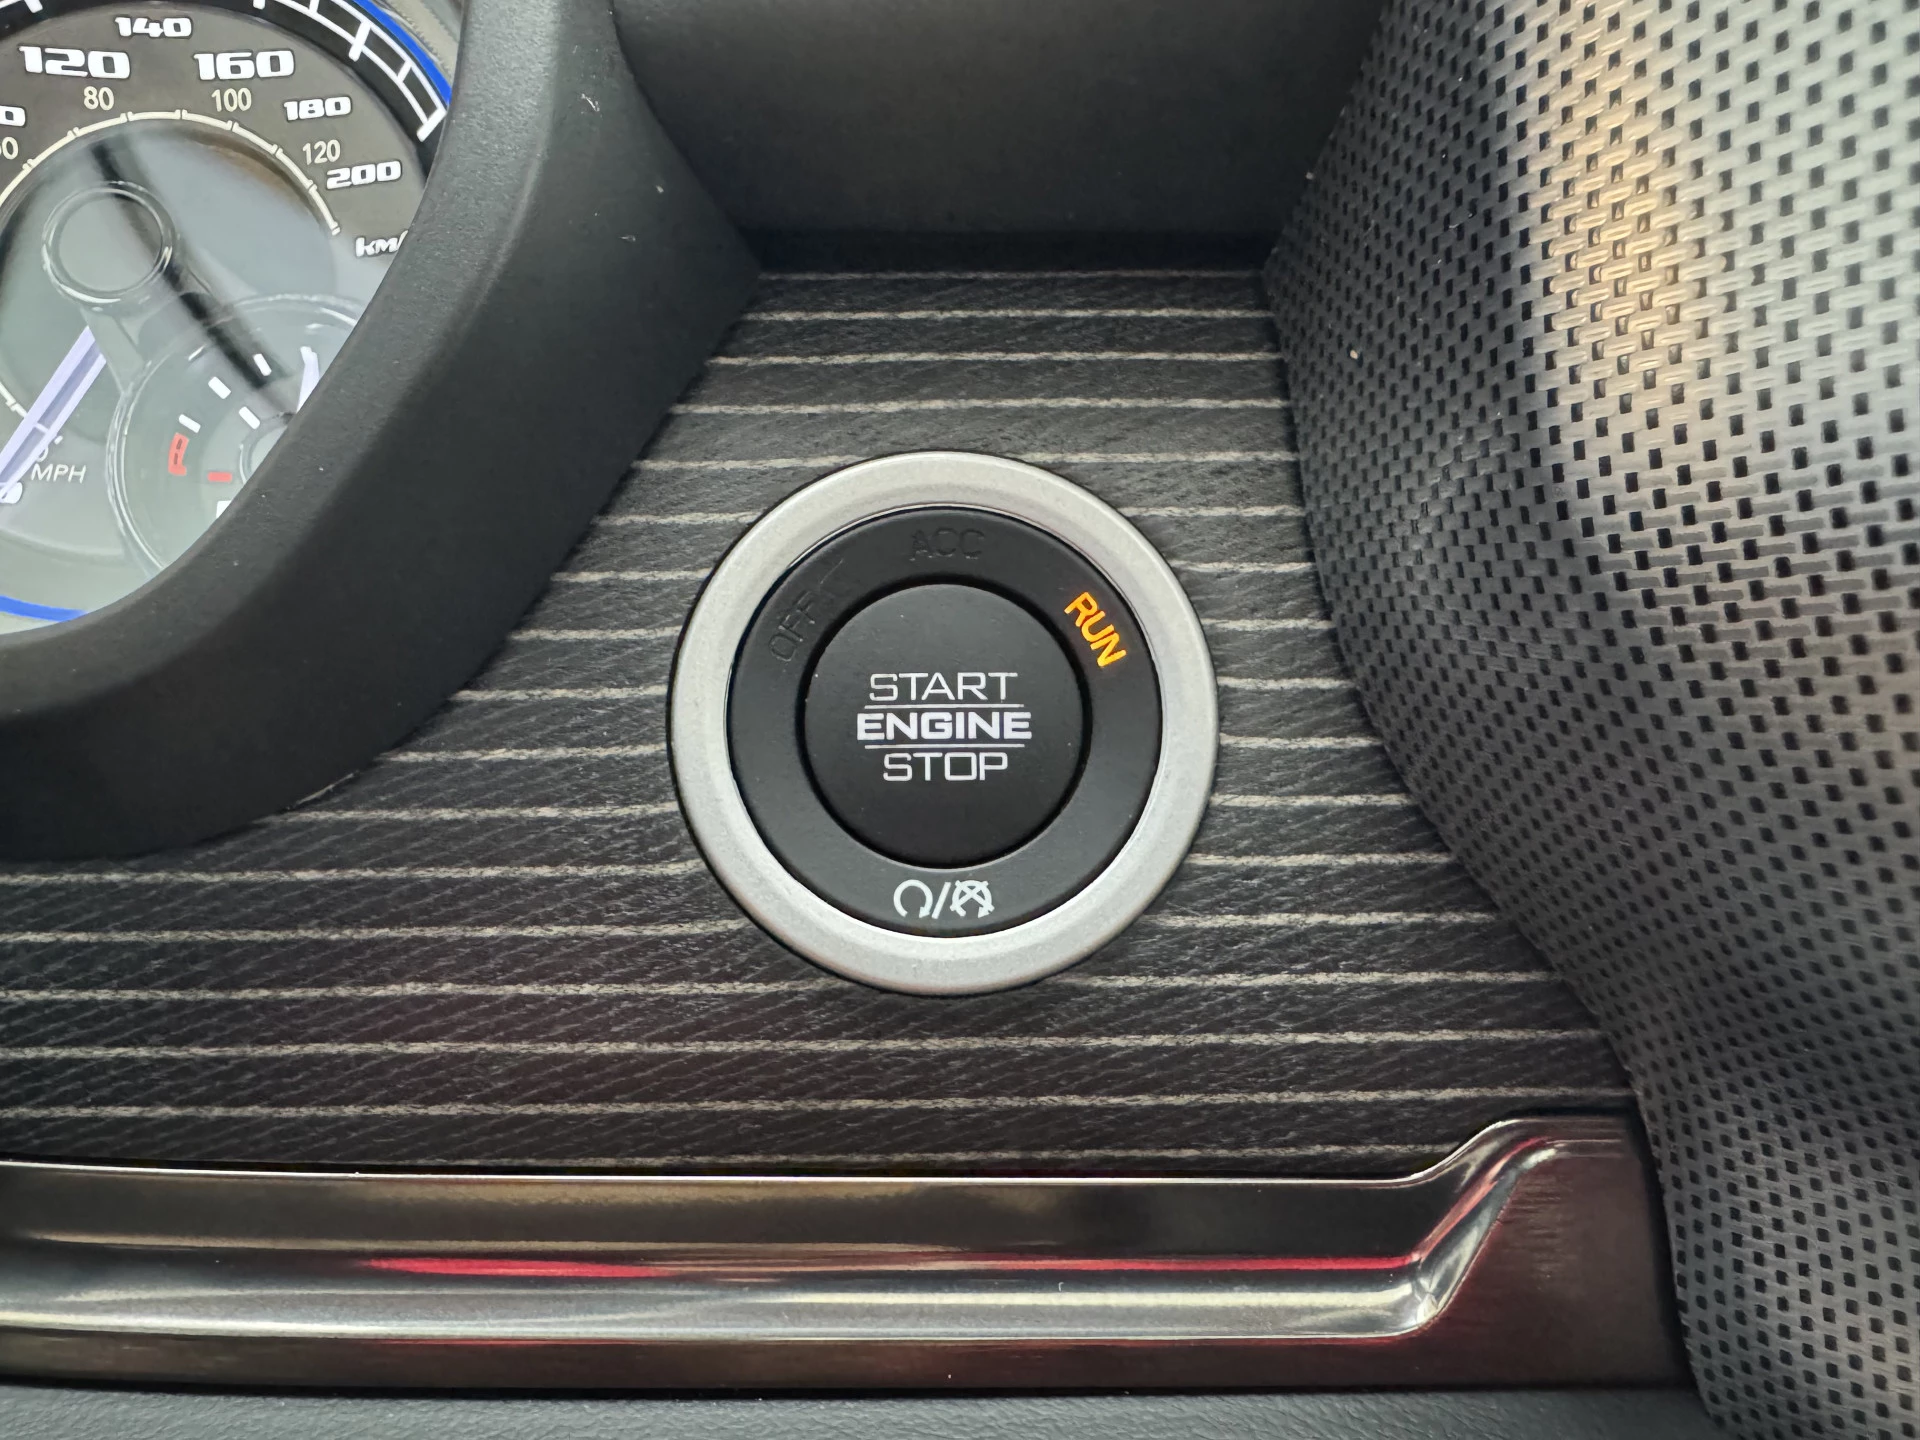 140
120
160
80
100
180
120
200
MPH
ACC
OFF
RUN
START
ENGINE
STOP